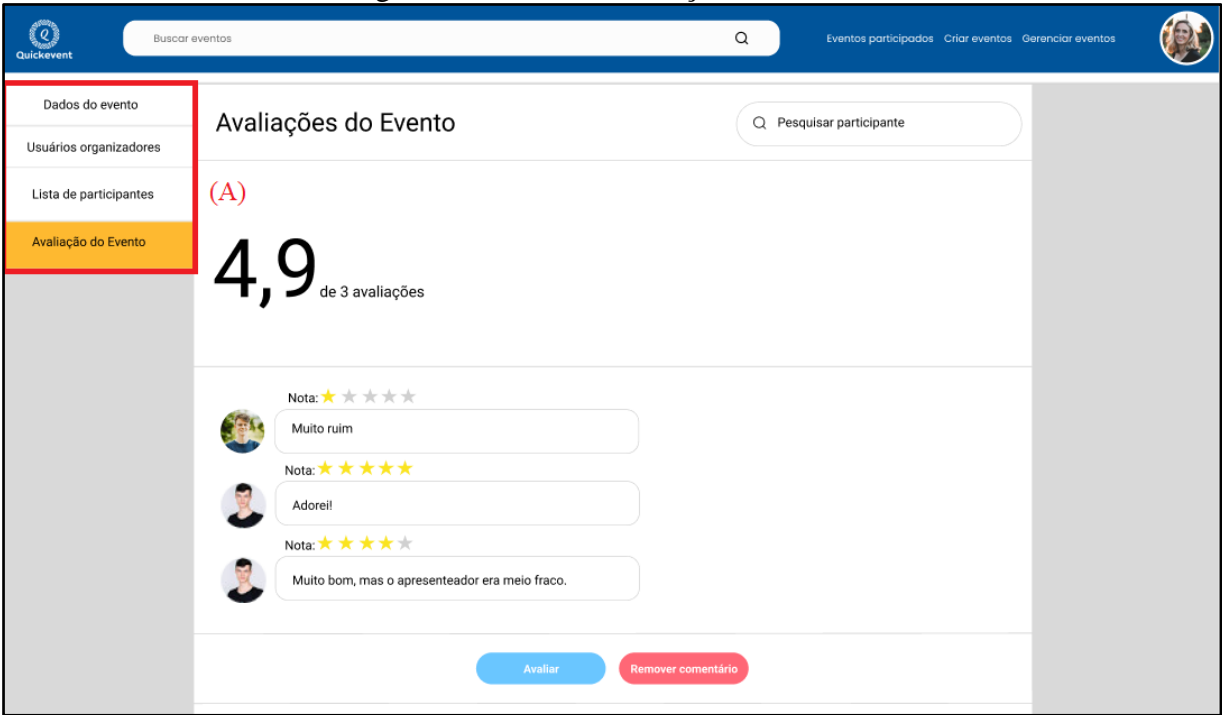 Quickevent
Buscar eventos
Eventos participados Criar eventos Gerenciar eventos
Dados do evento
Usuários organizadores
Lista de participantes
Avaliação do Evento
Avaliações do Evento
Pesquisar participante
(A)
4,9 de 3 avaliações
Nota:
Muito ruim
Nota:
Adorei!
Nota:
Muito bom, mas o apresenteador era meio fraco.
Avaliar
Remover comentário